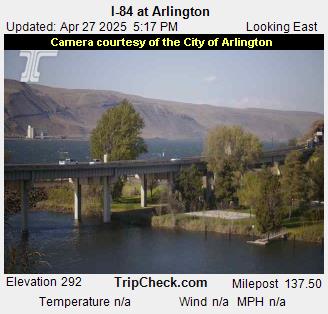 I-84 at Arlington
Updated: Apr 27 2025 5:17 PM Looking East
Camera courtesy of the City of Arlington
Elevation 292 TripCheck.com Milepost 137.50
Temperature n/a Wind n/a MPH n/a